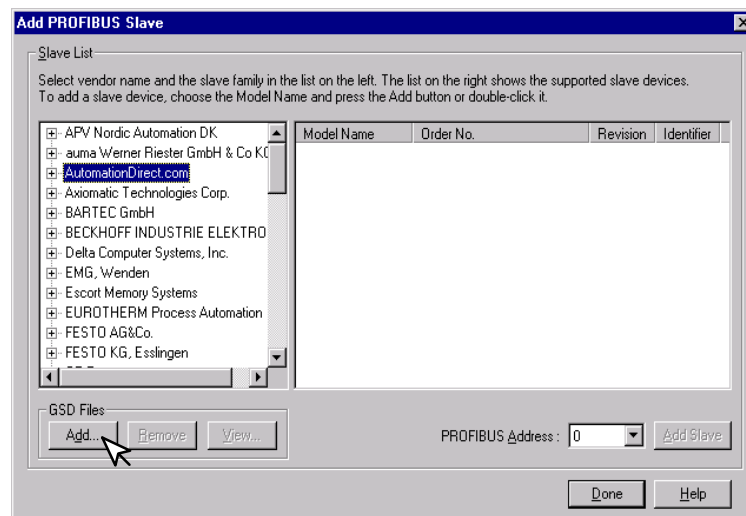 Add PROFIBUS Slave
Slave List
Select vendor name and the slave family in the list on the left. The list on the right shows the supported slave devices.
To add a slave device, choose the Model Name and press the Add button or double-click it.
APV Nordic Automation DK
auma Werner Riester GmbH & Co KG
AutomationDirect.com
Axiomatic Technologies Corp.
BARTEC GmbH
BECKHOFF INDUSTRIE ELEKTRO
Delta Computer Systems, Inc.
EMG, Wenden
Escort Memory Systems
EUROTHERM Process Automation
FESTO AG&Co.
FESTO KG, Esslingen
Model Name Order No. Revision Identifier
GSD Files
Add... Remove View...
PROFIBUS Address : 0 Add Slave
Done Help